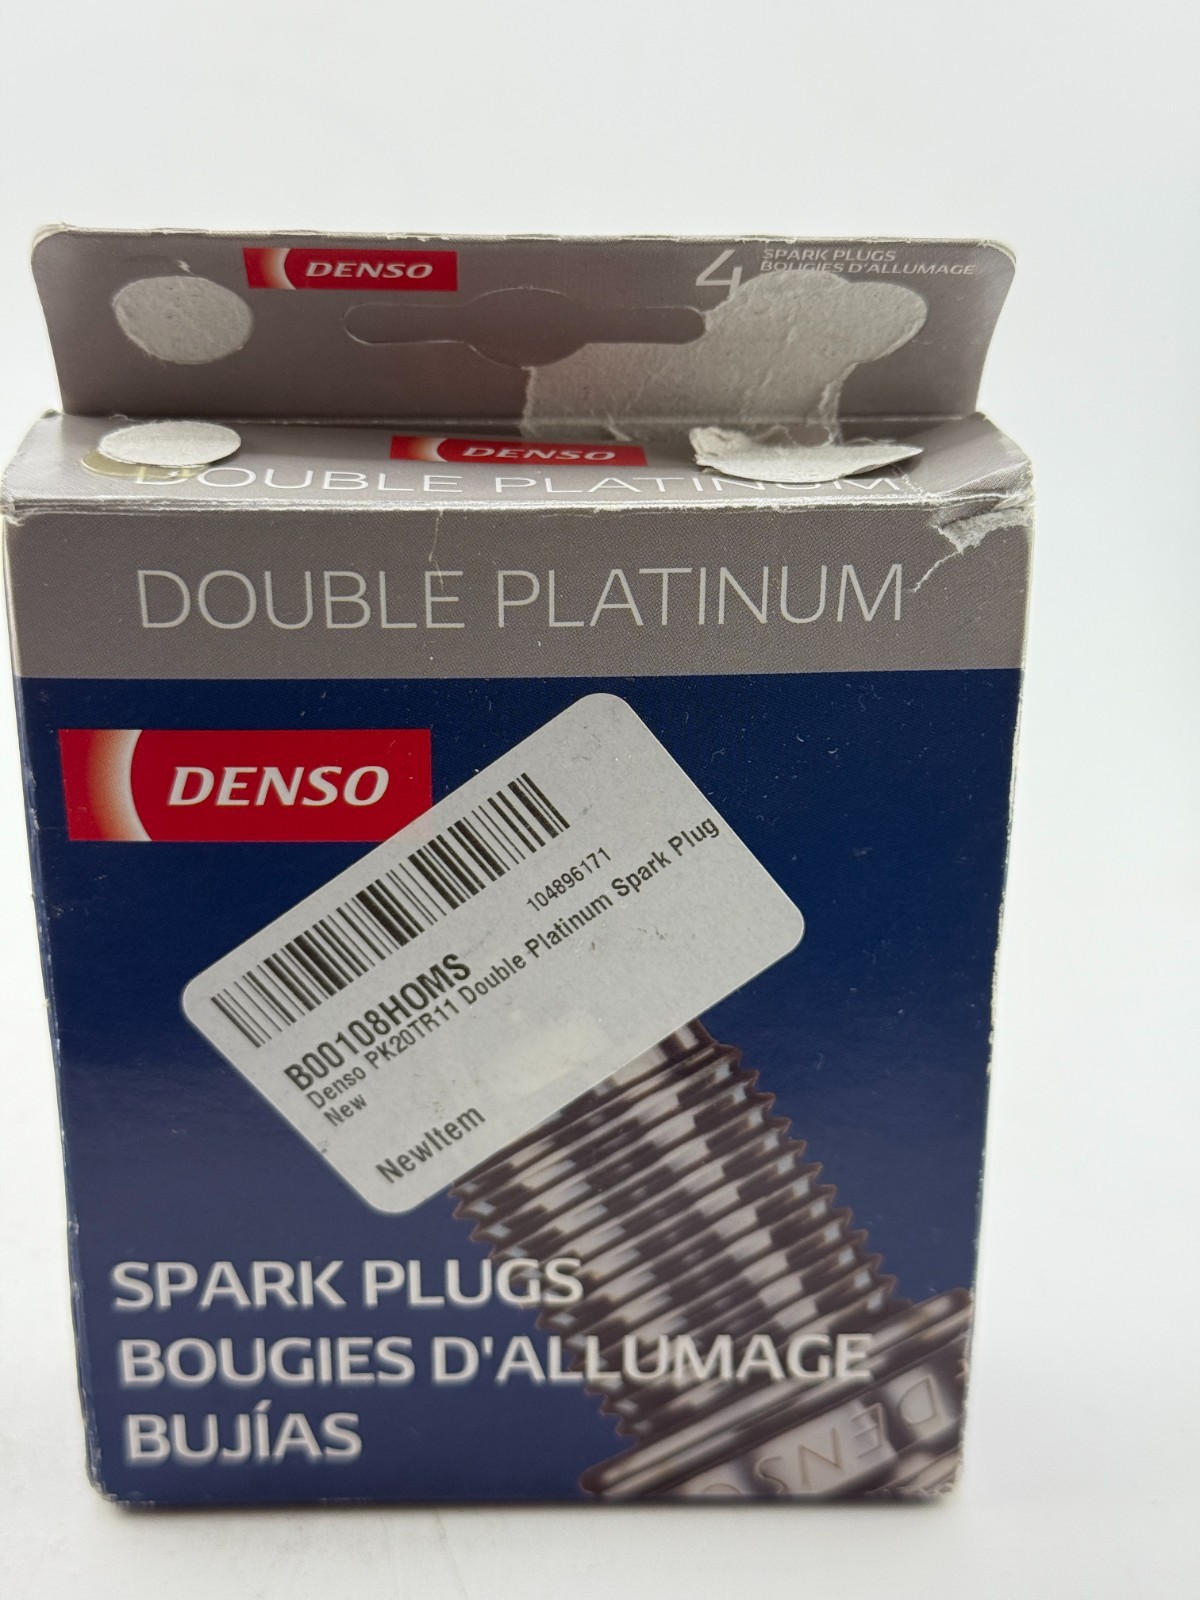 DENSO
4 SPARK PLUGS
BOUGIES D'ALLUMAGE
DENSO
DOUBLE PLATINUM
DOUBLE PLATINUM
DENSO
104896171
B00108HOMS
Denso PK20TR11 Double Platinum Spark Plug
New
NewItem
SPARK PLUGS
BOUGIES D'ALLUMAGE
BUJÍAS
DENSO